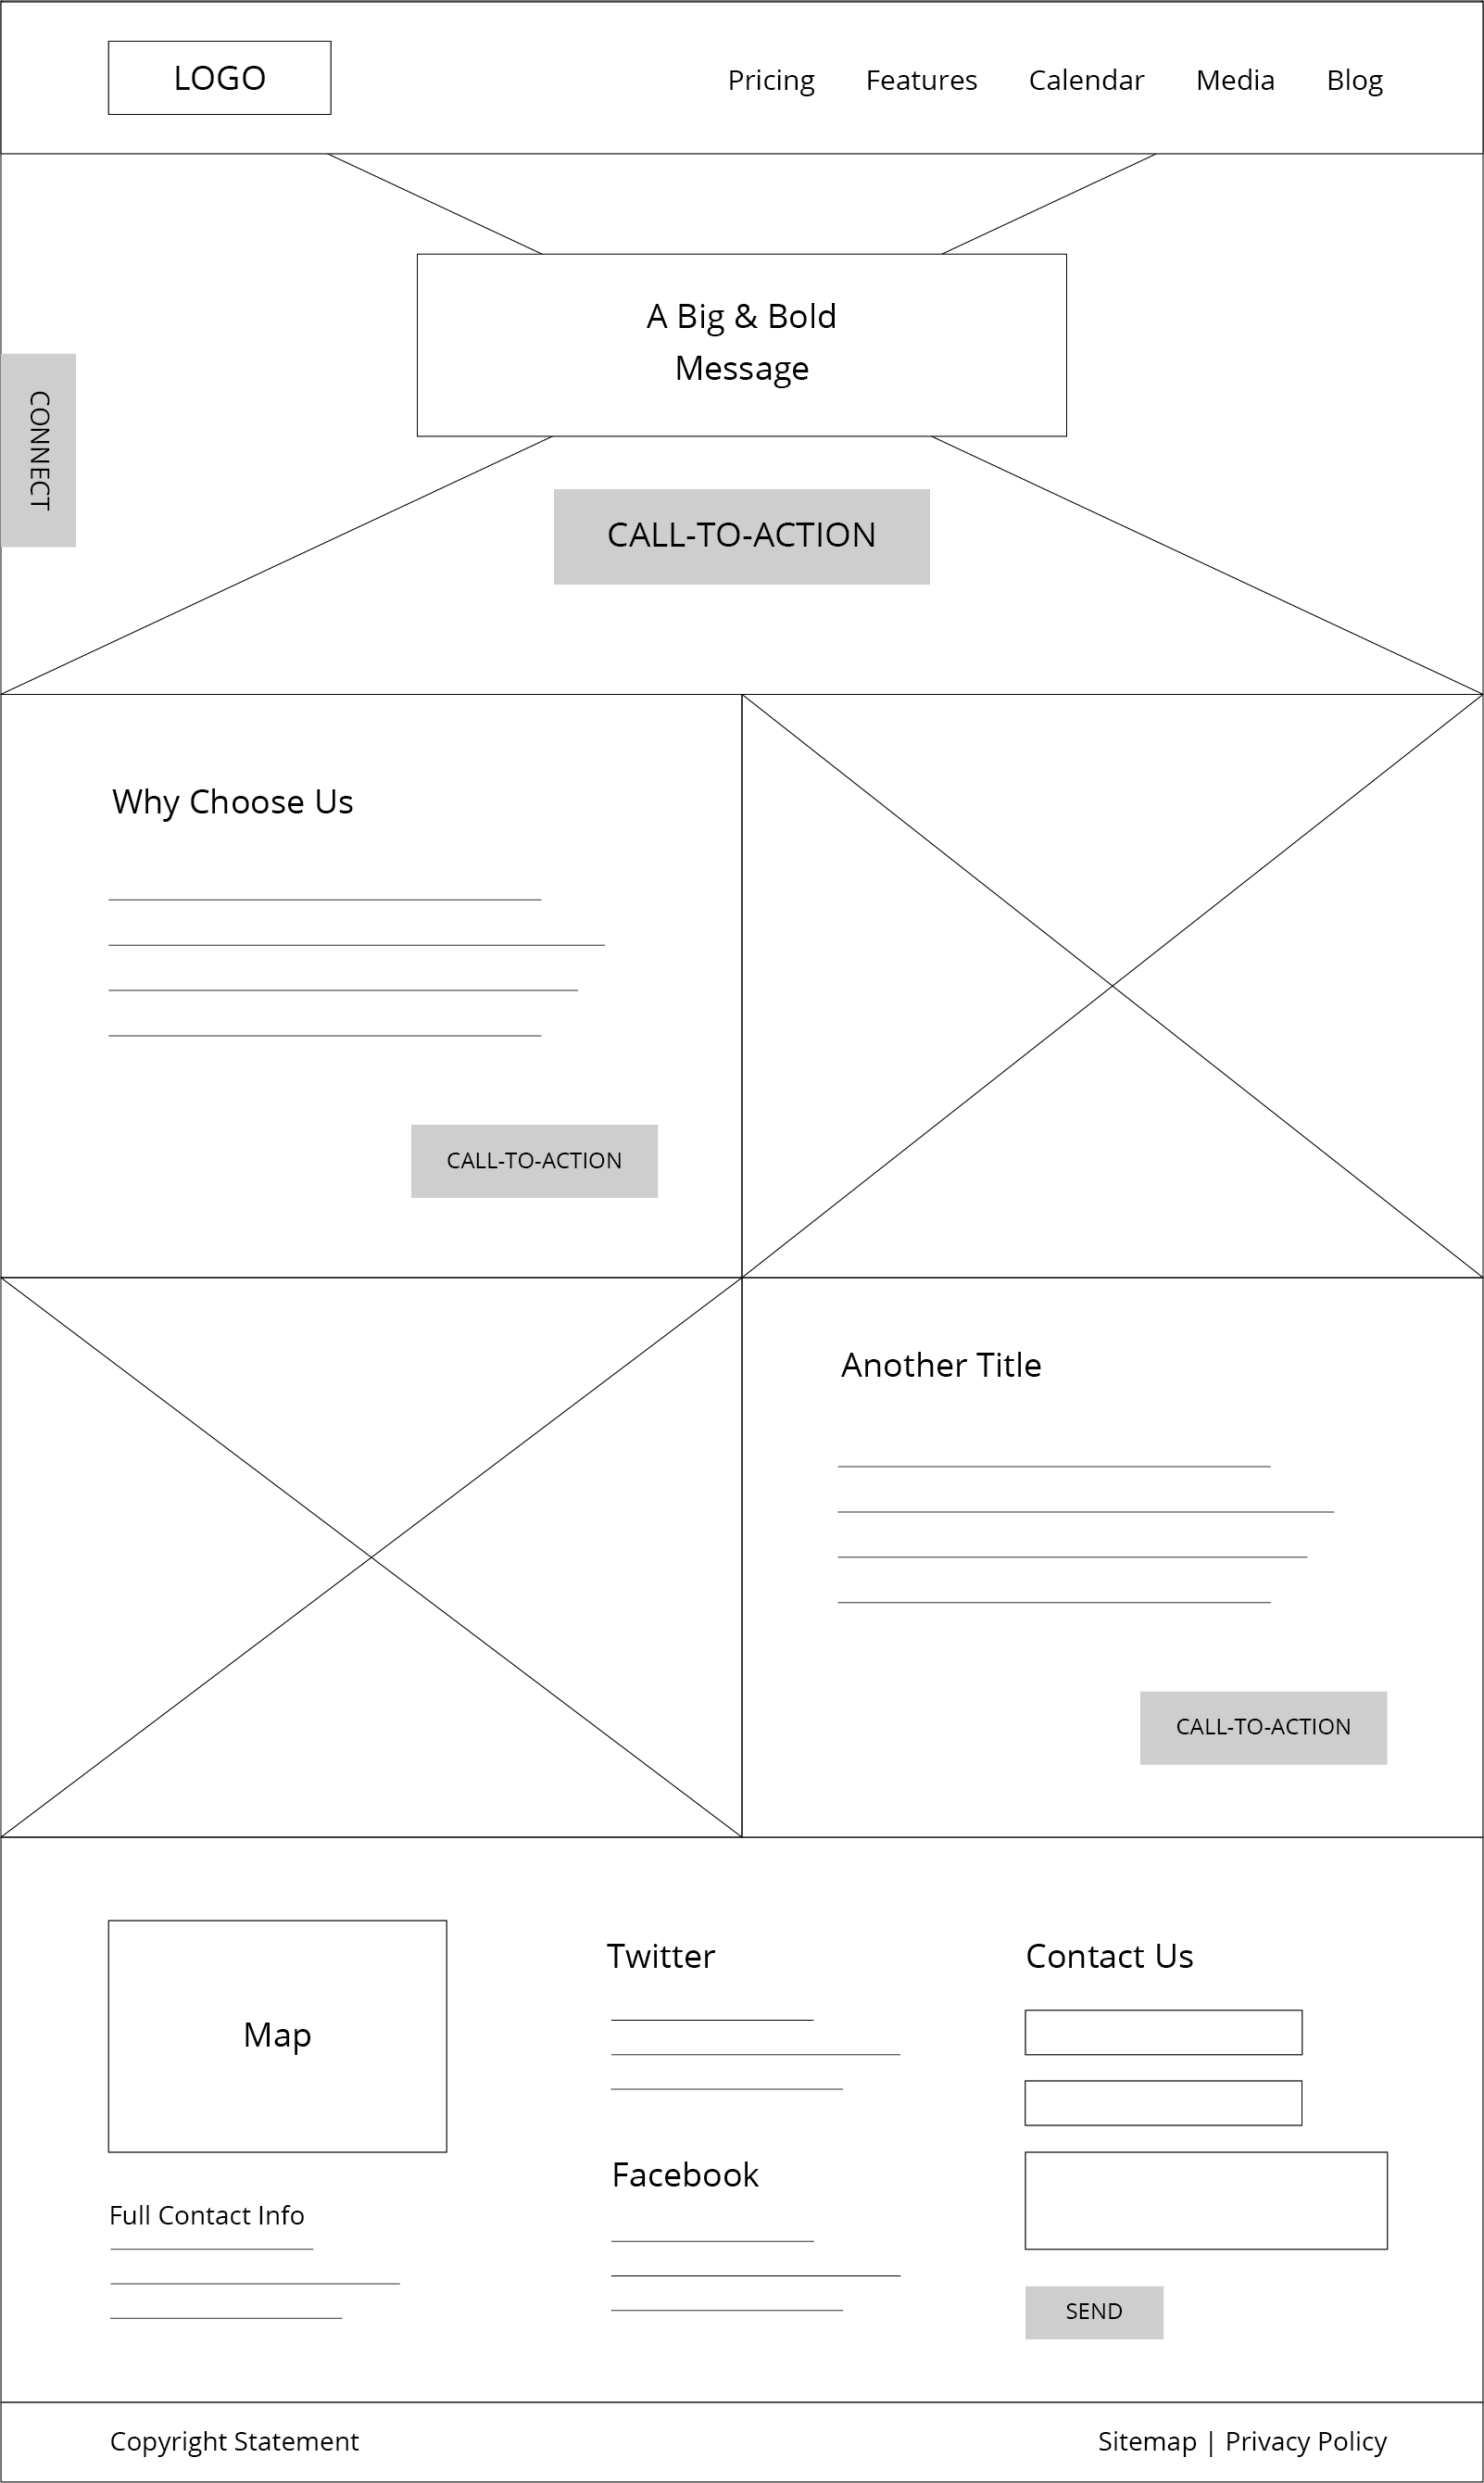 LOGO
Pricing Features Calendar Media Blog
A Big & Bold
Message
CONNECT
CALL-TO-ACTION
Why Choose Us
CALL-TO-ACTION
Another Title
CALL-TO-ACTION
Map
Full Contact Info
Twitter
Facebook
Contact Us
SEND
Copyright Statement
Sitemap | Privacy Policy